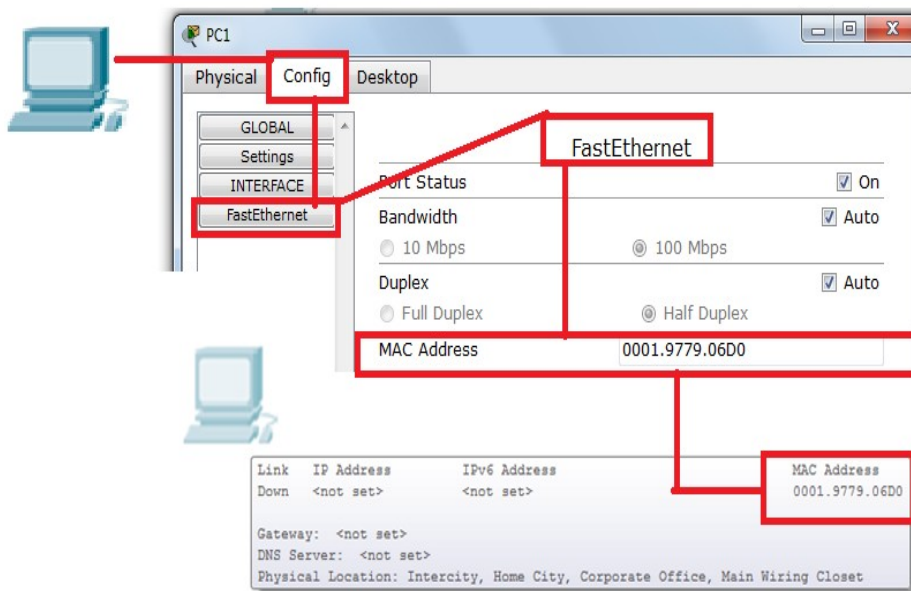 PC1
Physical Config Desktop
GLOBAL
Settings
INTERFACE
FastEthernet
FastEthernet
Port Status On
Bandwidth Auto
10 Mbps 100 Mbps
Duplex Auto
Full Duplex Half Duplex
MAC Address 0001.9779.06D0
Link IP Address IPv6 Address MAC Address
Down <not set> <not set> 0001.9779.06D0
Gateway: <not set>
DNS Server: <not set>
Physical Location: Intercity, Home City, Corporate Office, Main Wiring Closet